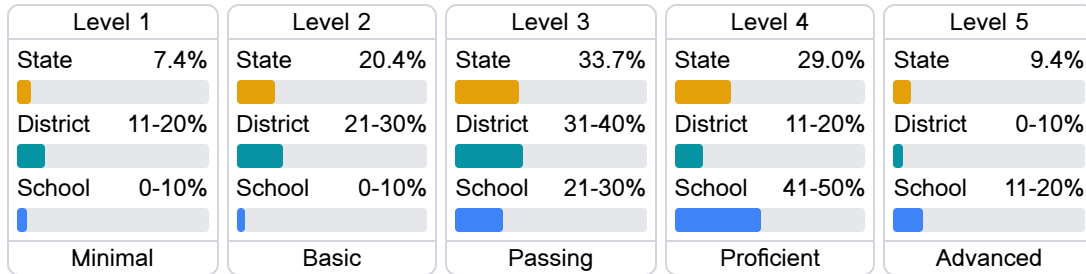 Level 1
State 7.4%
District 11-20%
School 0-10%
Minimal
Level 2
State 20.4%
District 21-30%
School 0-10%
Basic
Level 3
State 33.7%
District 31-40%
School 21-30%
Passing
Level 4
State 29.0%
District 11-20%
School 41-50%
Proficient
Level 5
State 9.4%
District 0-10%
School 11-20%
Advanced